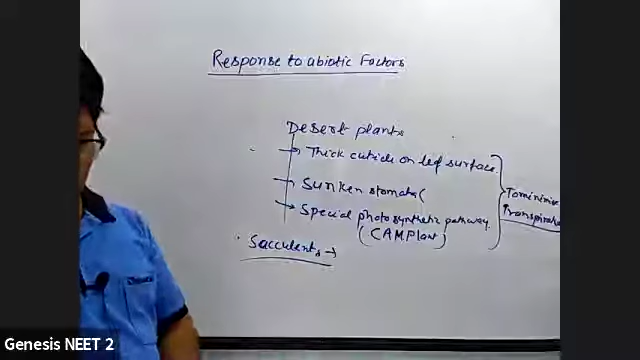 Response to abiotic Factors
Desert plants
→ Thick cuticle on leaf surface
→ Sunken stomata (
→ Special photosynthetic pathway.
(CAM Plant)
To minimise
transpiration
Succulents →
Genesis NEET 2